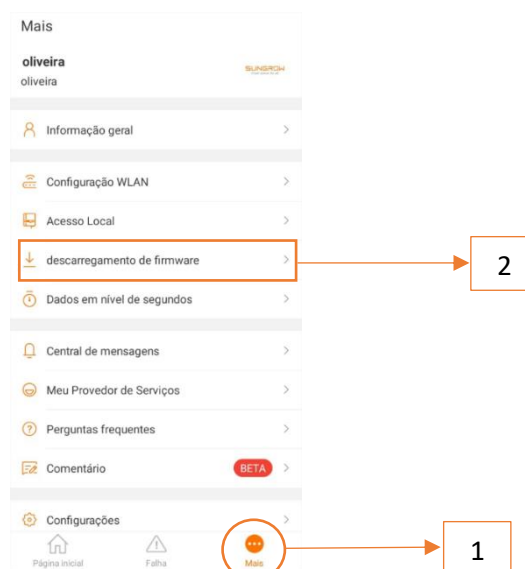 Mais
oliveira
SUNGROW
oliveira
Informação geral
Configuração WLAN
Acesso Local
descarregamento de firmware
2
Dados em nível de segundos
Central de mensagens
Meu Provedor de Serviços
Perguntas frequentes
Comentário BETA
Configurações
Página inicial Falha Mais
1